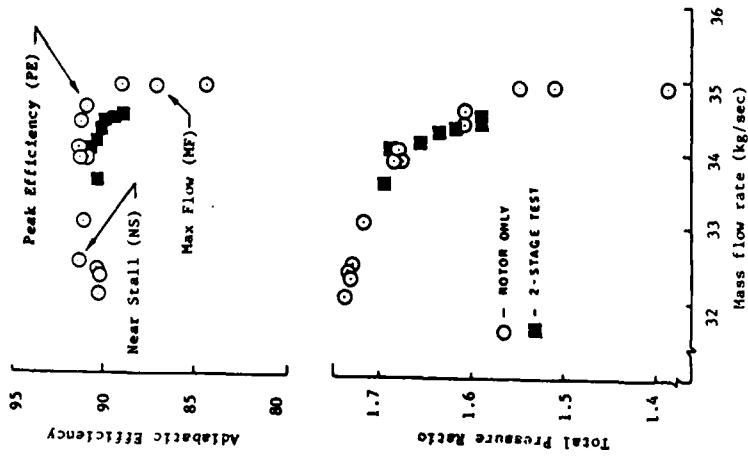 95
90
85
80
Adiabatic Efficiency
Peak Efficiency (PE)
Near Stall (NS)
Max Flow (MF)
1.7
1.6
1.5
1.4
Total Pressure Ratio
O - ROTOR ONLY
■ - 2-STAGE TEST
32
33
34
35
36
Mass flow rate (kg/sec)